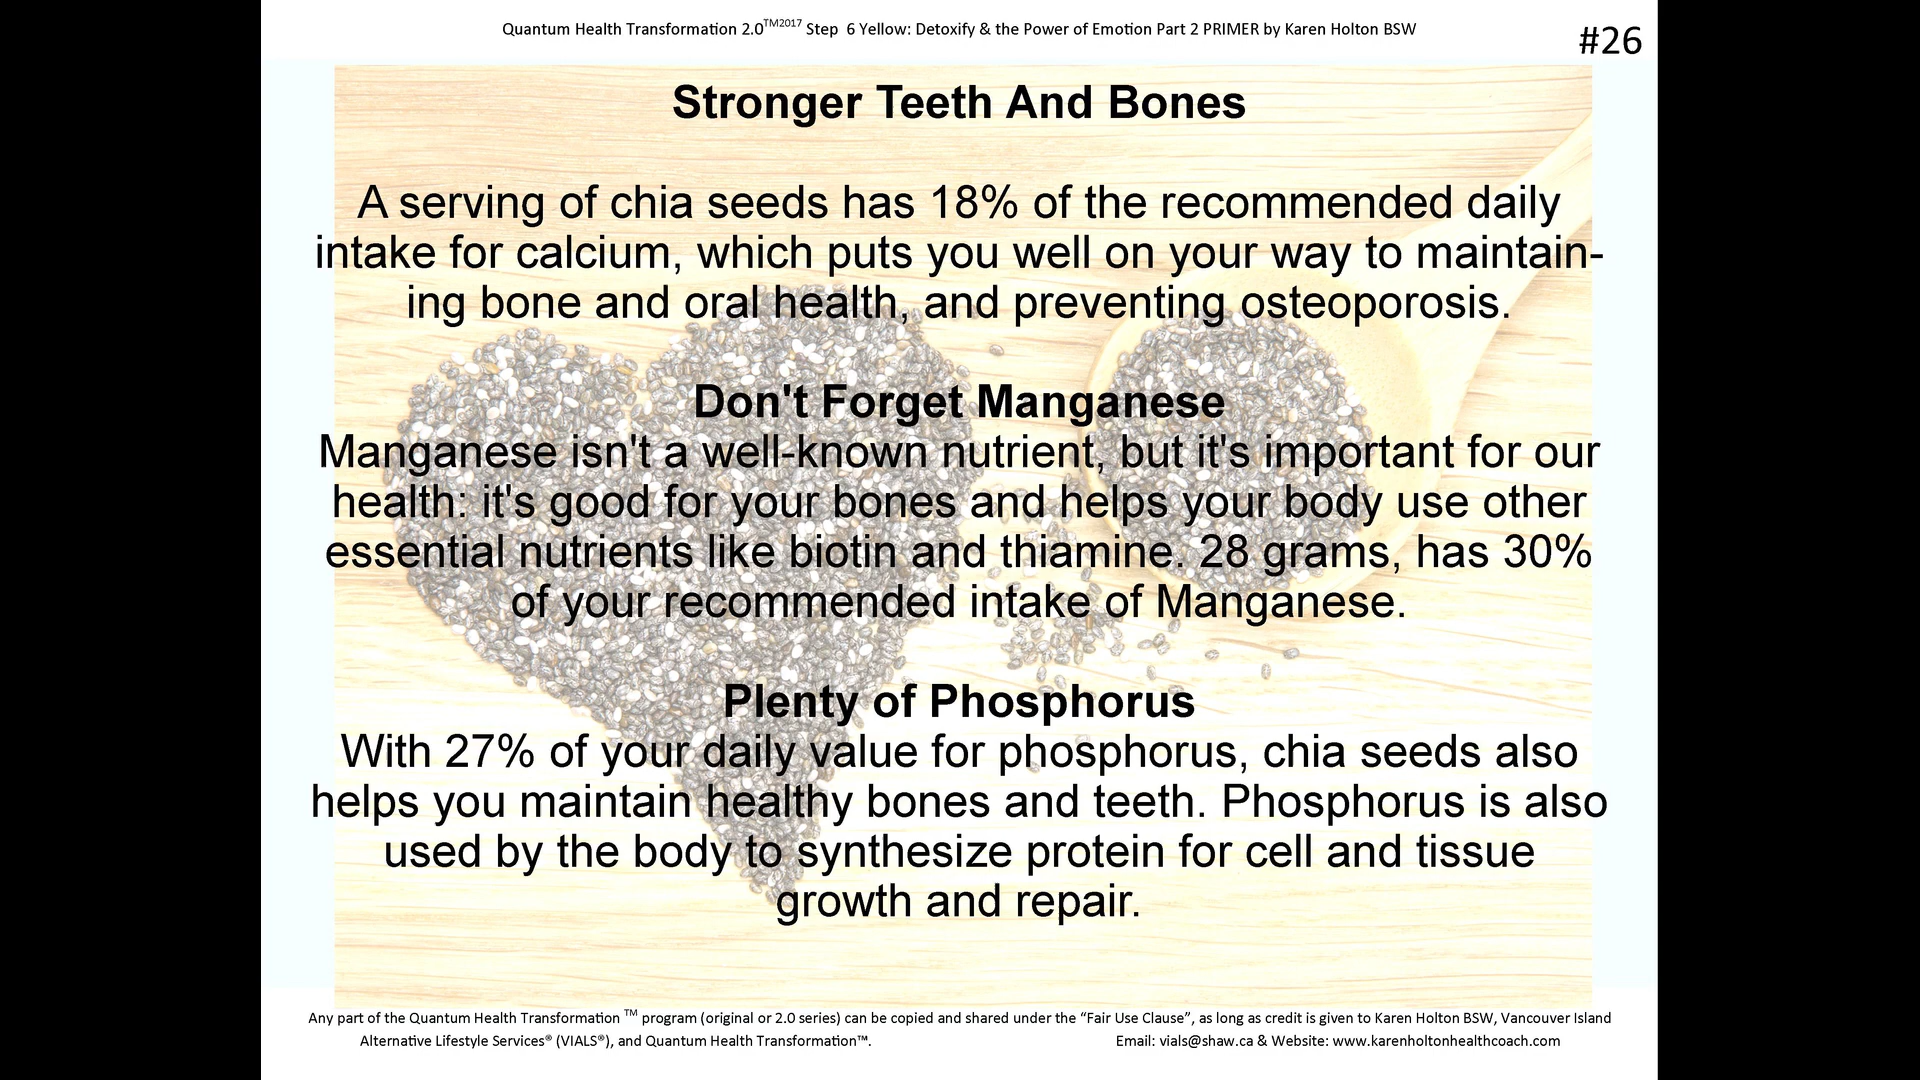 Quantum Health Transformation 2.0TM2017 Step 6 Yellow: Detoxify & the Power of Emotion Part 2 PRIMER by Karen Holton BSW
#26
Stronger Teeth And Bones
A serving of chia seeds has 18% of the recommended daily
intake for calcium, which puts you well on your way to maintain-
ing bone and oral health, and preventing osteoporosis.
Don't Forget Manganese
Manganese isn't a well-known nutrient, but it's important for our
health: it's good for your bones and helps your body use other
essential nutrients like biotin and thiamine. 28 grams, has 30%
of your recommended intake of Manganese.
Plenty of Phosphorus
With 27% of your daily value for phosphorus, chia seeds also
helps you maintain healthy bones and teeth. Phosphorus is also
used by the body to synthesize protein for cell and tissue
growth and repair.
Any part of the Quantum Health Transformation TM program (original or 2.0 series) can be copied and shared under the “Fair Use Clause”, as long as credit is given to Karen Holton BSW, Vancouver Island
Alternative Lifestyle Services® (VIALS®), and Quantum Health Transformation™. Email: vials@shaw.ca & Website: www.karenholtonhealthcoach.com